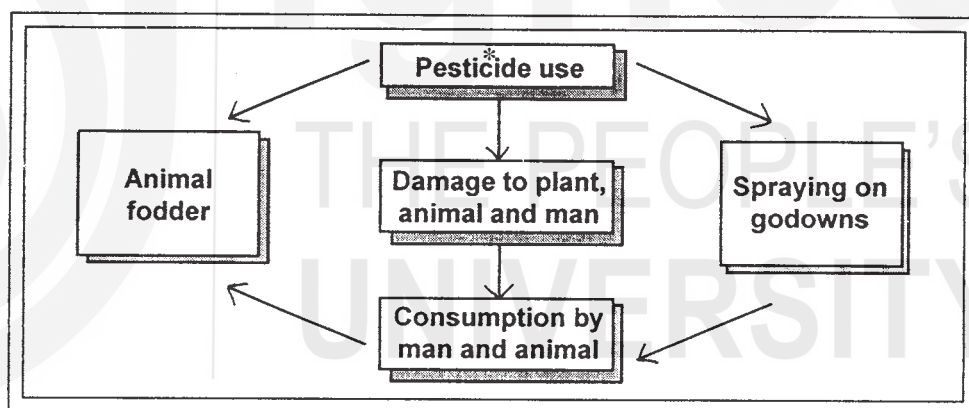 *
Pesticide use
Animal
fodder
Damage to plant,
animal and man
Spraying on
godowns
Consumption by
man and animal
THE PEOPLE'S
UNIVERSITY